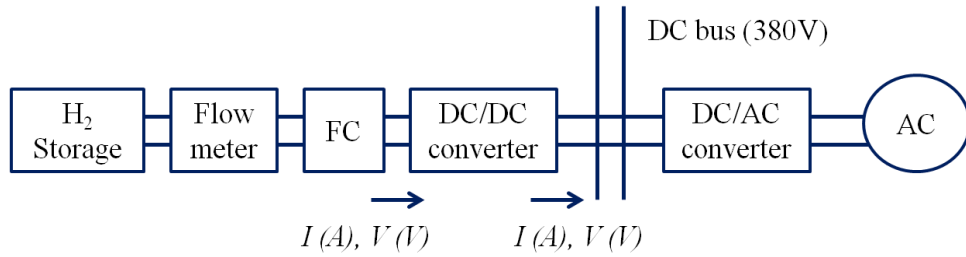 DC bus (380V)
H₂
Storage
Flow
meter
FC
DC/DC
converter
DC/AC
converter
AC
I (A), V (V)
I (A), V (V)